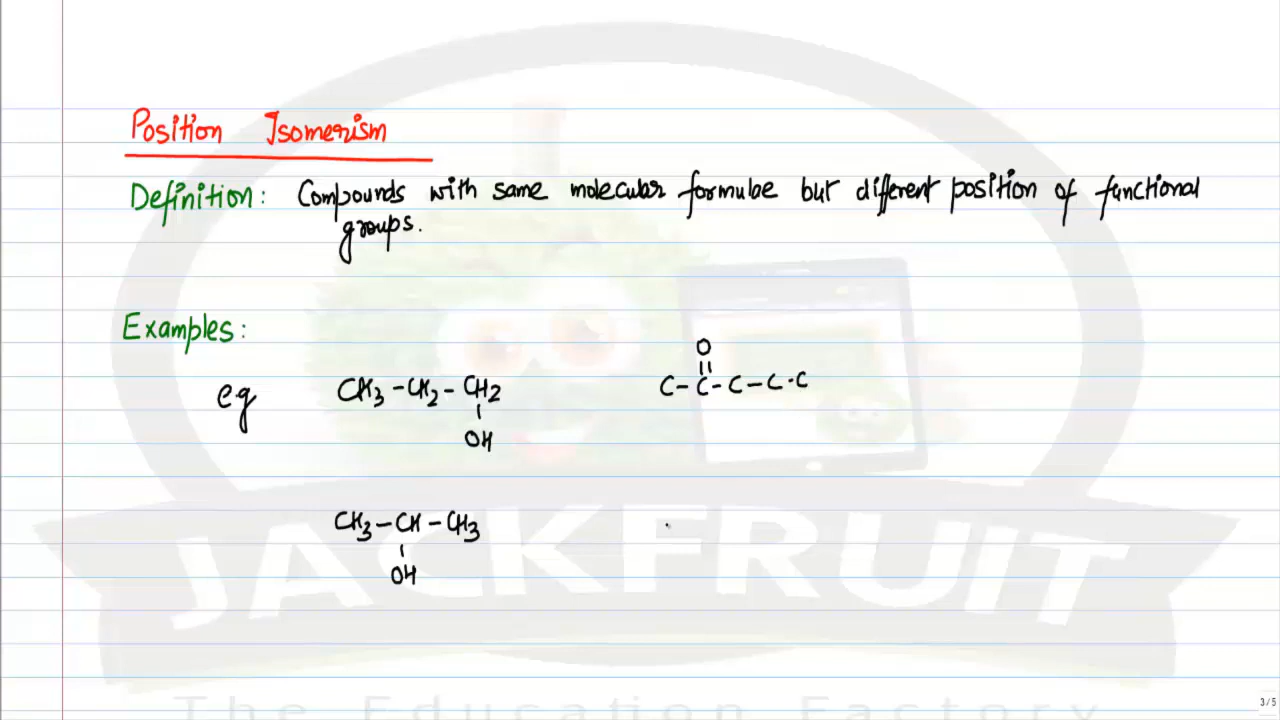 Position Isomerism
Definition: Compounds with same molecular formube but different position of functional
groups.
Examples:
O
eg CH3-CH2-CH2 C-C-C-C-C
OH
CH3-CH-CH3
OH
JACKFRUIT
The Education Factory
3/5